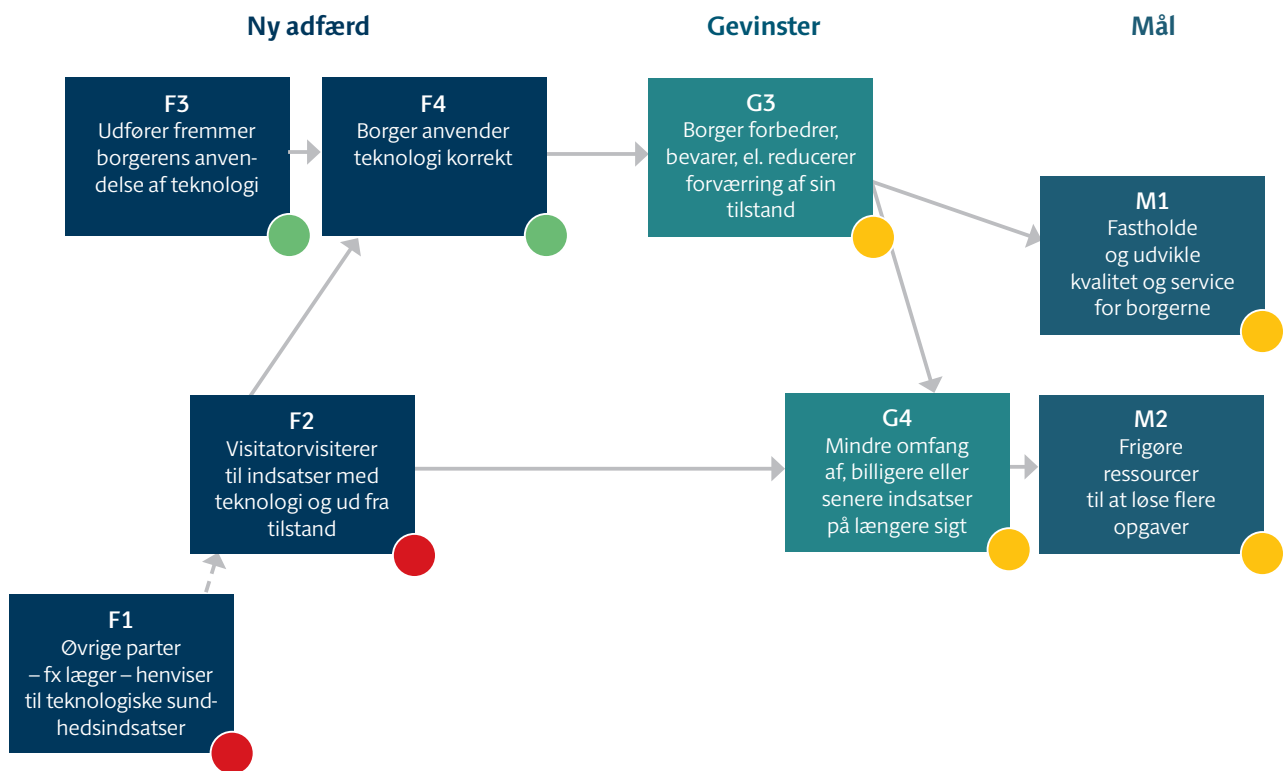 Ny adfærd
Gevinster
Mål
F3
Udfører fremmer
borgerens anven-
delse af teknologi
F4
Borger anvender
teknologi korrekt
G3
Borger forbedrer,
bevarer, el. reducerer
forværring af sin
tilstand
M1
Fastholde
og udvikle
kvalitet og service
for borgerne
F2
Visitatorvisiterer
til indsatser med
teknologi og ud fra
tilstand
G4
Mindre omfang
af, billigere eller
senere indsatser
på længere sigt
M2
Frigøre
ressourcer
til at løse flere
opgaver
F1
Øvrige parter
– fx læger – henviser
til teknologiske sund-
hedsindsatser